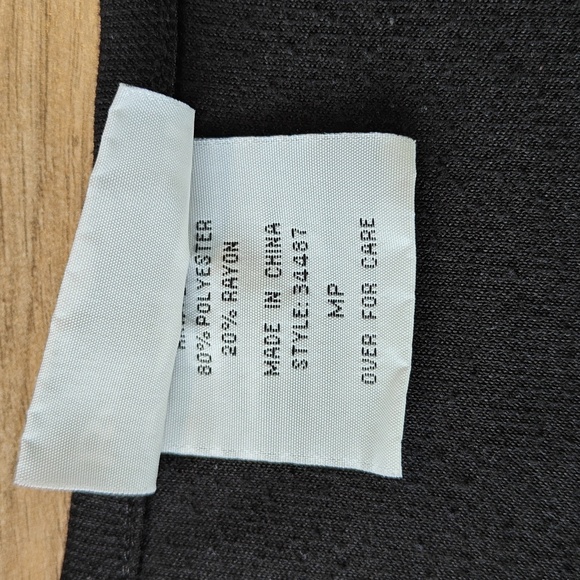 80% POLYESTER
20% RAYON
MADE IN CHINA
STYLE: 34487
MP
OVER FOR CARE